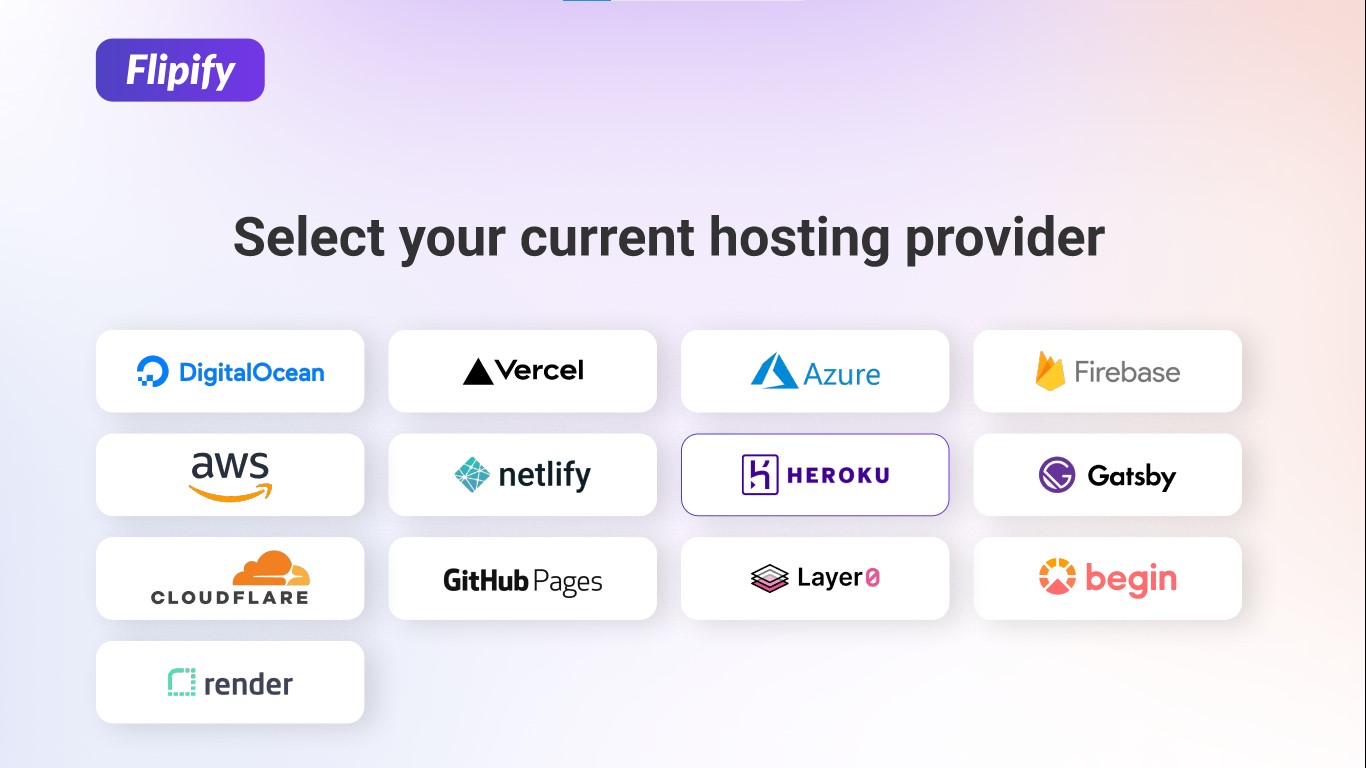 Flipify
Select your current hosting provider
DigitalOcean
Vercel
Azure
Firebase
aws
netlify
HEROKU
Gatsby
CLOUDFLARE
GitHub Pages
Layer0
begin
render